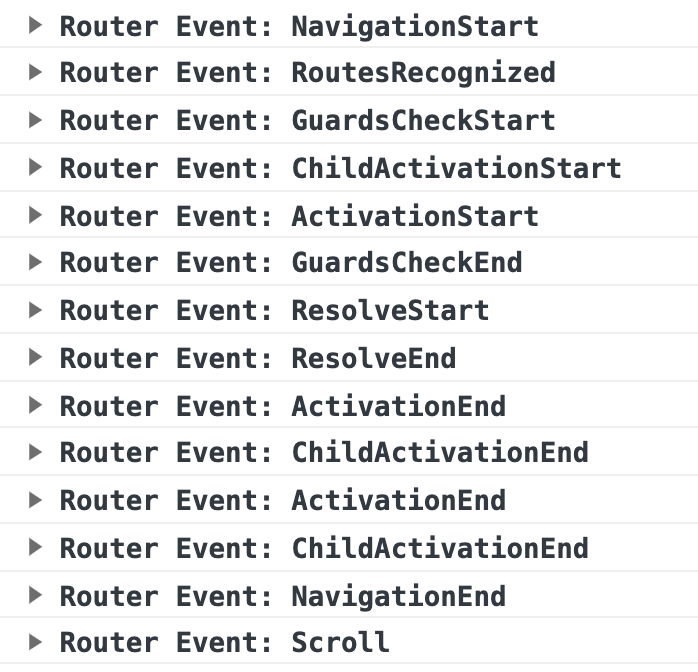 Router Event: NavigationStart
Router Event: RoutesRecognized
Router Event: GuardsCheckStart
Router Event: ChildActivationStart
Router Event: ActivationStart
Router Event: GuardsCheckEnd
Router Event: ResolveStart
Router Event: ResolveEnd
Router Event: ActivationEnd
Router Event: ChildActivationEnd
Router Event: ActivationEnd
Router Event: ChildActivationEnd
Router Event: NavigationEnd
Router Event: Scroll